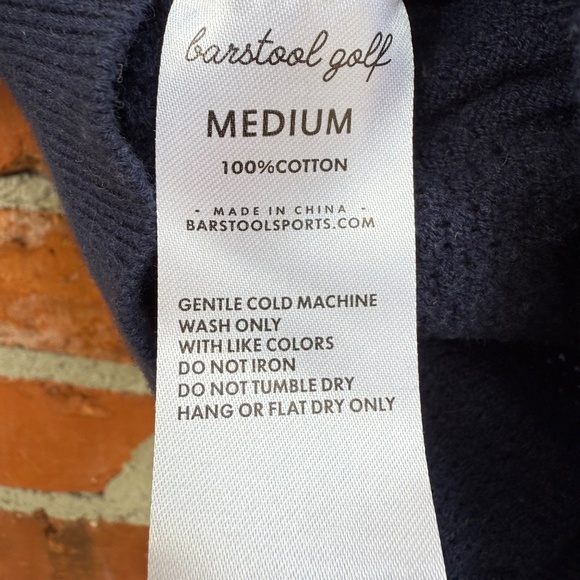 barstool golf
MEDIUM
100%COTTON
- MADE IN CHINA -
BARSTOOLSPORTS.COM
GENTLE COLD MACHINE
WASH ONLY
WITH LIKE COLORS
DO NOT IRON
DO NOT TUMBLE DRY
HANG OR FLAT DRY ONLY